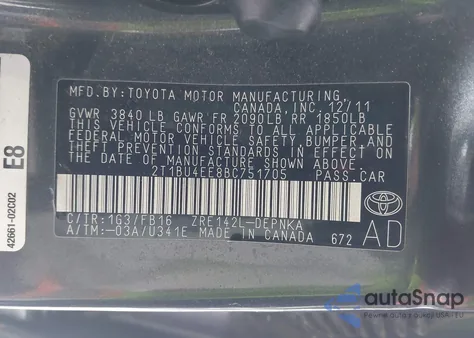 MFD.BY:TOYOTA MOTOR MANUFACTURING,
CANADA,INC. 12/11
GVWR 3840LB GAWR FR 2090LB RR 1850LB
THIS VEHICLE CONFORMS TO ALL APPLICABLE
FEDERAL MOTOR VEHICLE SAFETY, BUMPER, AND
THEFT PREVENTION STANDARDS IN EFFECT ON
THE DATE OF MANUFACTURE SHOWN ABOVE.
2T1BU4EE8BC751705 PASS.CAR
C/TR:1G3/FB16 ZRE142L-DEPNKA
A/TM:-03A/U341E MADE IN CANADA 672
AD
42661-02C02
E8
autoSnap